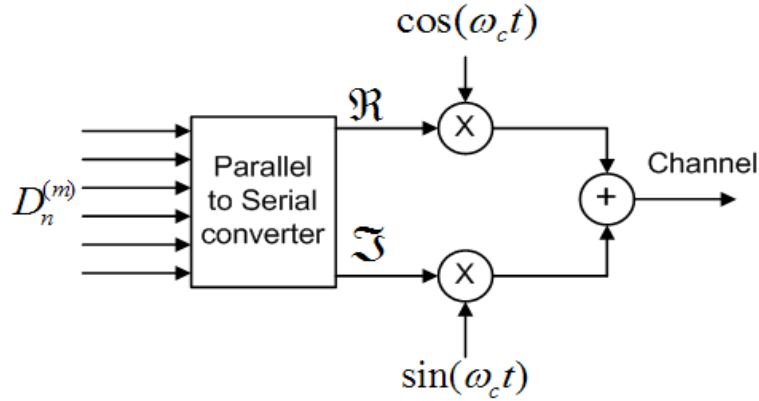 cos(ω_c t)
ℜ
X
D_n^{(m)}
Parallel
to Serial
converter
Channel
+
ℑ
X
sin(ω_c t)